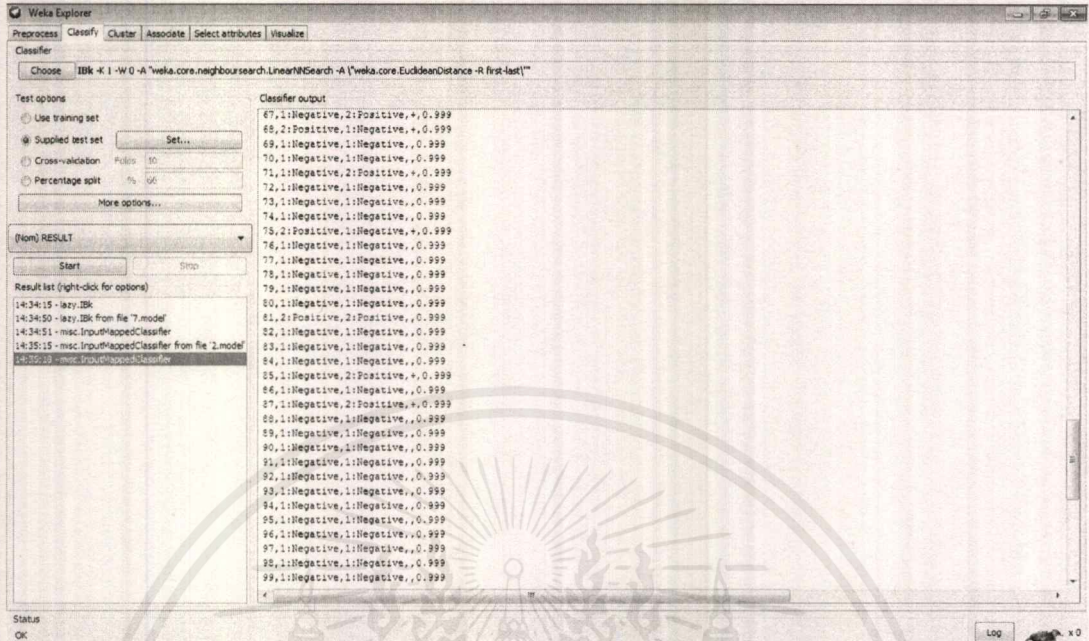 Weka Explorer
Preprocess Classify Cluster Associate Select attributes Visualize
Classifier
Choose IBk -K 1 -W 0 -A "weka.core.neighboursearch.LinearNNSearch -A \"weka.core.EuclideanDistance -R first-last\""
Test options
Use training set
Supplied test set Set...
Cross-validation Folds 10
Percentage split % 66
More options...
(Nom) RESULT
Start Stop
Result list (right-click for options)
14:34:15 - lazy.IBk
14:34:50 - lazy.IBk from file '7.model'
14:34:51 - misc.InputMappedClassifier
14:35:15 - misc.InputMappedClassifier from file '2.model'
14:35:18 - misc.InputMappedClassifier
Classifier output
67,1:Negative,2:Positive,+,0.999
68,2:Positive,1:Negative,+,0.999
69,1:Negative,1:Negative,,0.999
70,1:Negative,1:Negative,,0.999
71,1:Negative,2:Positive,+,0.999
72,1:Negative,1:Negative,,0.999
73,1:Negative,1:Negative,,0.999
74,1:Negative,1:Negative,,0.999
75,2:Positive,1:Negative,+,0.999
76,1:Negative,1:Negative,,0.999
77,1:Negative,1:Negative,,0.999
78,1:Negative,1:Negative,,0.999
79,1:Negative,1:Negative,,0.999
80,1:Negative,1:Negative,,0.999
81,2:Positive,2:Positive,,0.999
82,1:Negative,1:Negative,,0.999
83,1:Negative,1:Negative,,0.999
84,1:Negative,1:Negative,,0.999
85,1:Negative,2:Positive,+,0.999
86,1:Negative,1:Negative,,0.999
87,1:Negative,2:Positive,+,0.999
88,1:Negative,1:Negative,,0.999
89,1:Negative,1:Negative,,0.999
90,1:Negative,1:Negative,,0.999
91,1:Negative,1:Negative,,0.999
92,1:Negative,1:Negative,,0.999
93,1:Negative,1:Negative,,0.999
94,1:Negative,1:Negative,,0.999
95,1:Negative,1:Negative,,0.999
96,1:Negative,1:Negative,,0.999
97,1:Negative,1:Negative,,0.999
98,1:Negative,1:Negative,,0.999
99,1:Negative,1:Negative,,0.999
Status
OK
Log
x 0